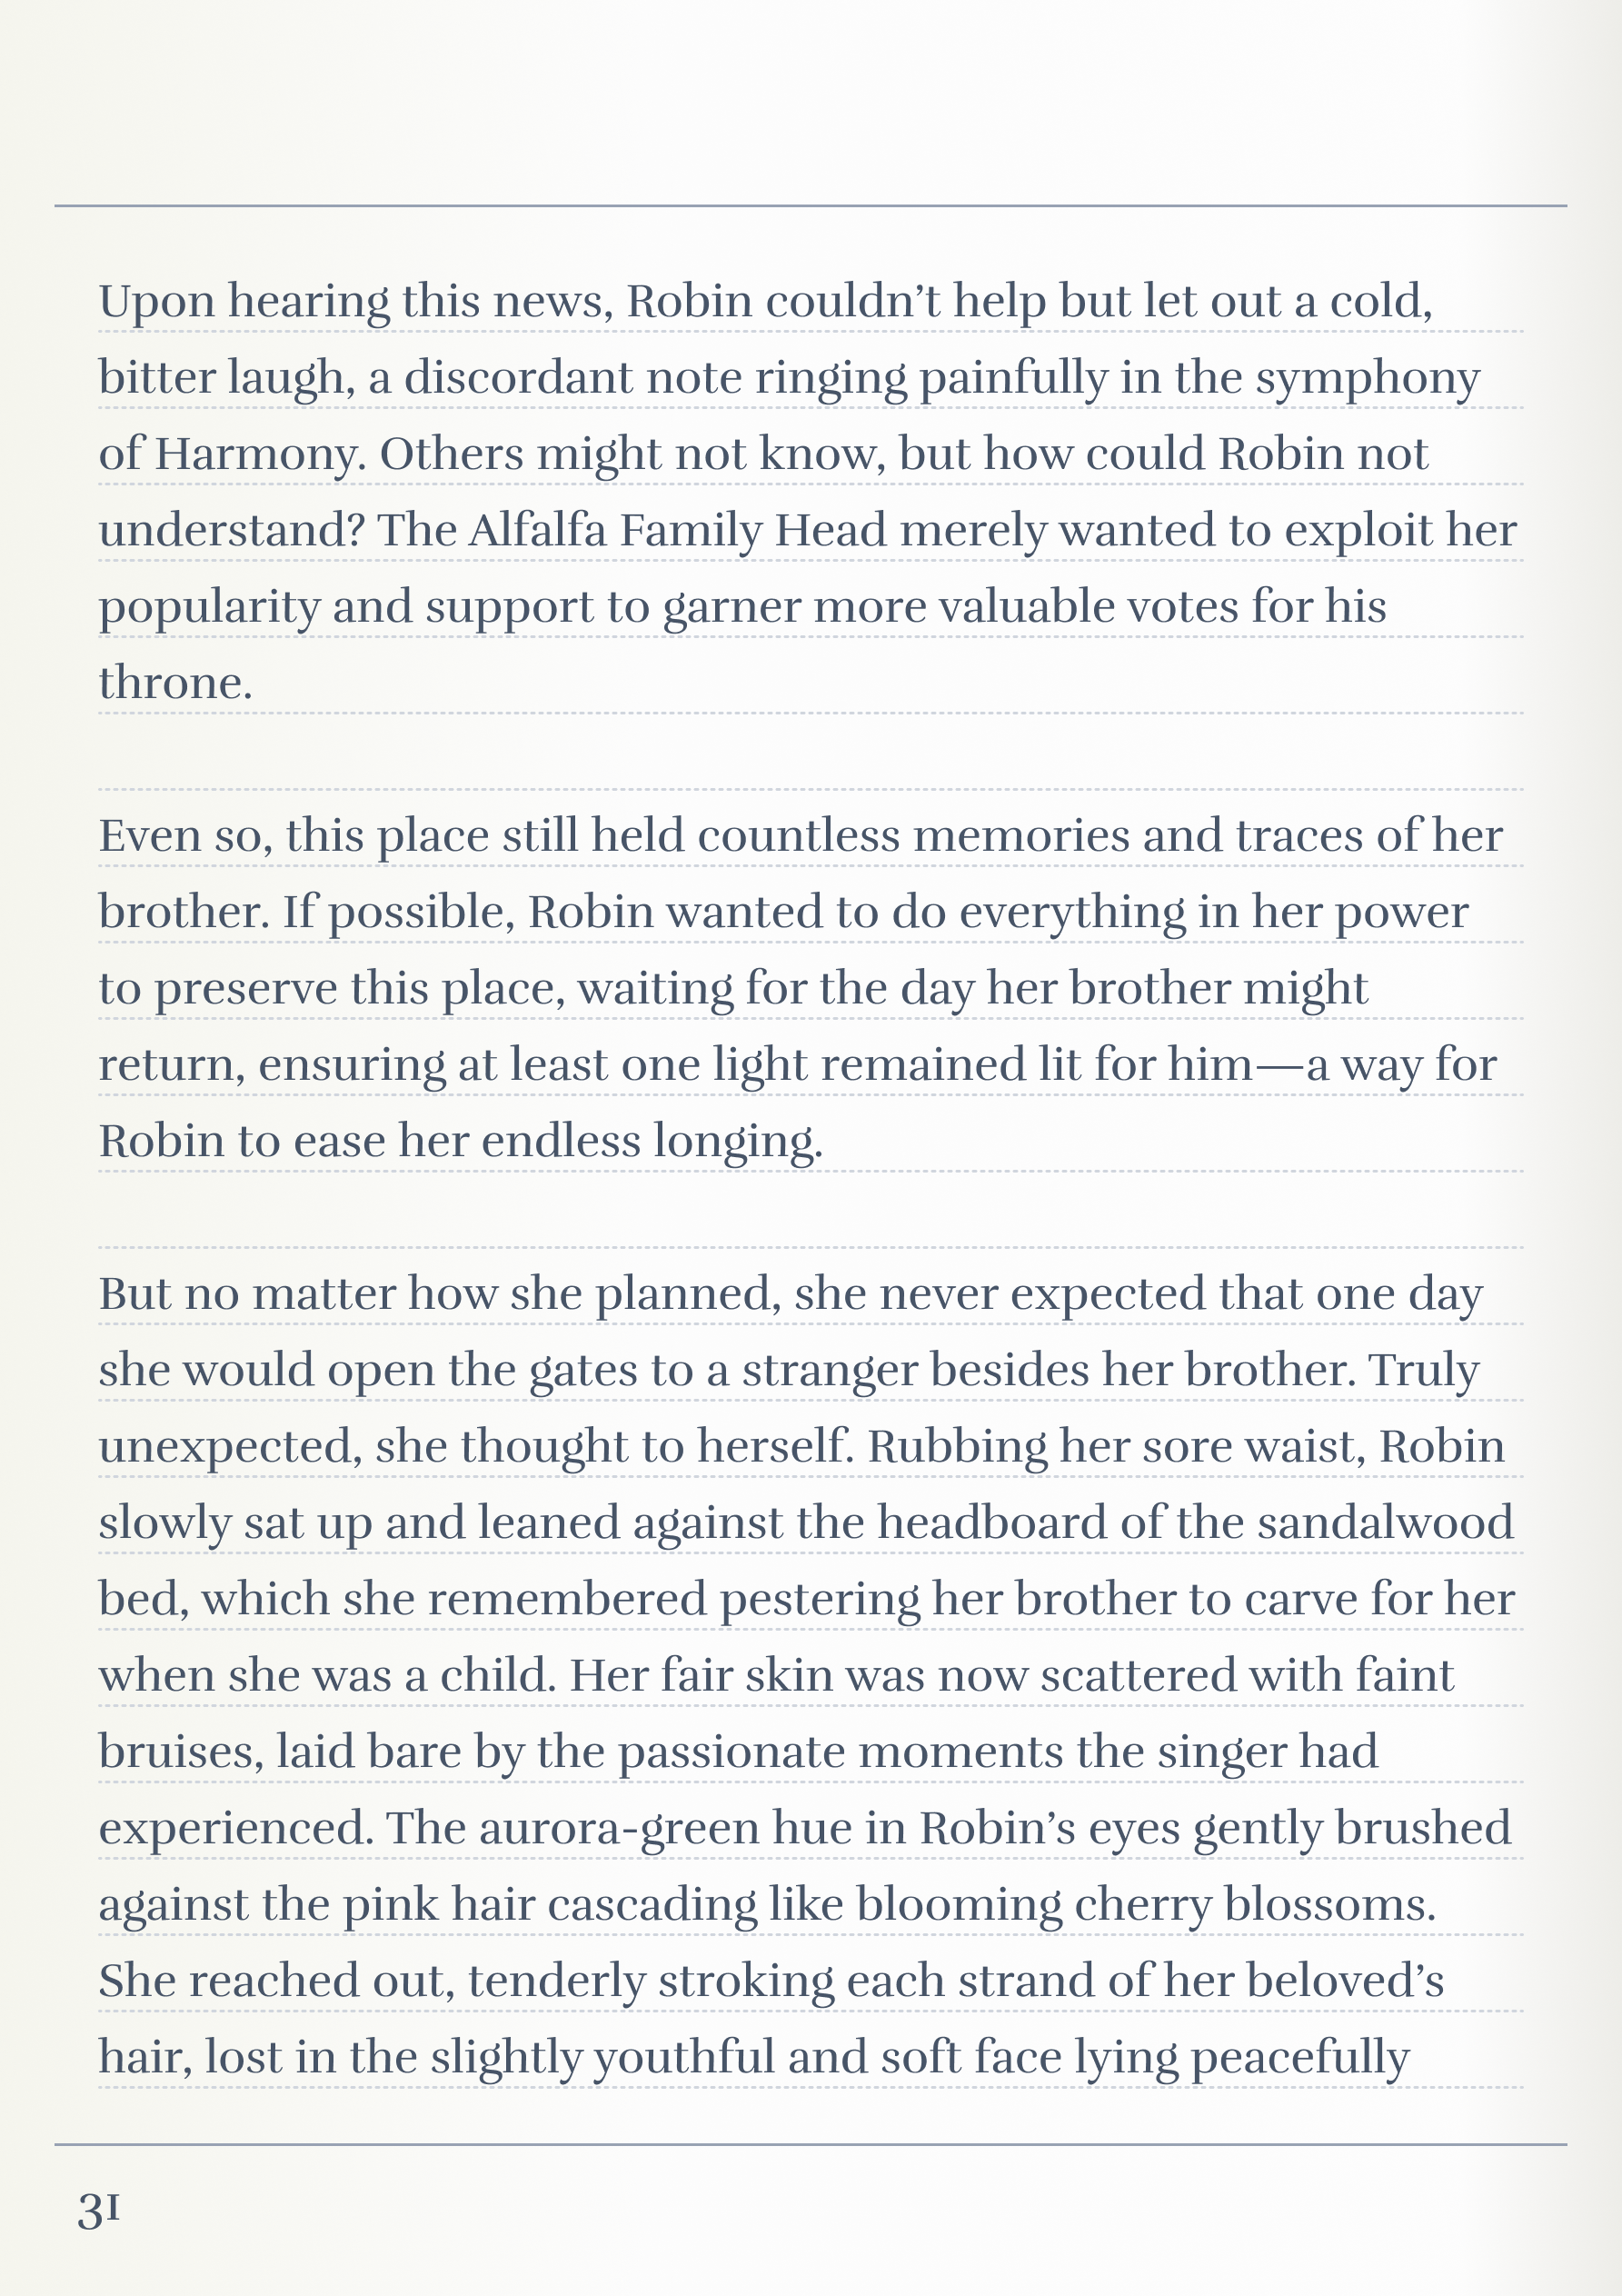 Upon hearing this news, Robin couldn’t help but let out a cold,
bitter laugh, a discordant note ringing painfully in the symphony
of Harmony. Others might not know, but how could Robin not
understand? The Alfalfa Family Head merely wanted to exploit her
popularity and support to garner more valuable votes for his
throne.
Even so, this place still held countless memories and traces of her
brother. If possible, Robin wanted to do everything in her power
to preserve this place, waiting for the day her brother might
return, ensuring at least one light remained lit for him—a way for
Robin to ease her endless longing.
But no matter how she planned, she never expected that one day
she would open the gates to a stranger besides her brother. Truly
unexpected, she thought to herself. Rubbing her sore waist, Robin
slowly sat up and leaned against the headboard of the sandalwood
bed, which she remembered pestering her brother to carve for her
when she was a child. Her fair skin was now scattered with faint
bruises, laid bare by the passionate moments the singer had
experienced. The aurora-green hue in Robin’s eyes gently brushed
against the pink hair cascading like blooming cherry blossoms.
She reached out, tenderly stroking each strand of her beloved’s
hair, lost in the slightly youthful and soft face lying peacefully
31